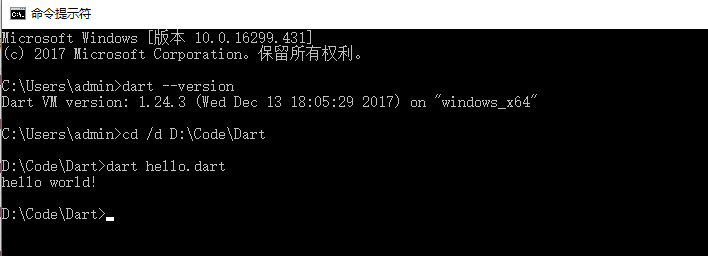 命令提示符
Microsoft Windows [版本 10.0.16299.431]
(c) 2017 Microsoft Corporation。保留所有权利。
C:\Users\admin>dart --version
Dart VM version: 1.24.3 (Wed Dec 13 18:05:29 2017) on "windows_x64"
C:\Users\admin>cd /d D:\Code\Dart
D:\Code\Dart>dart hello.dart
hello world!
D:\Code\Dart>